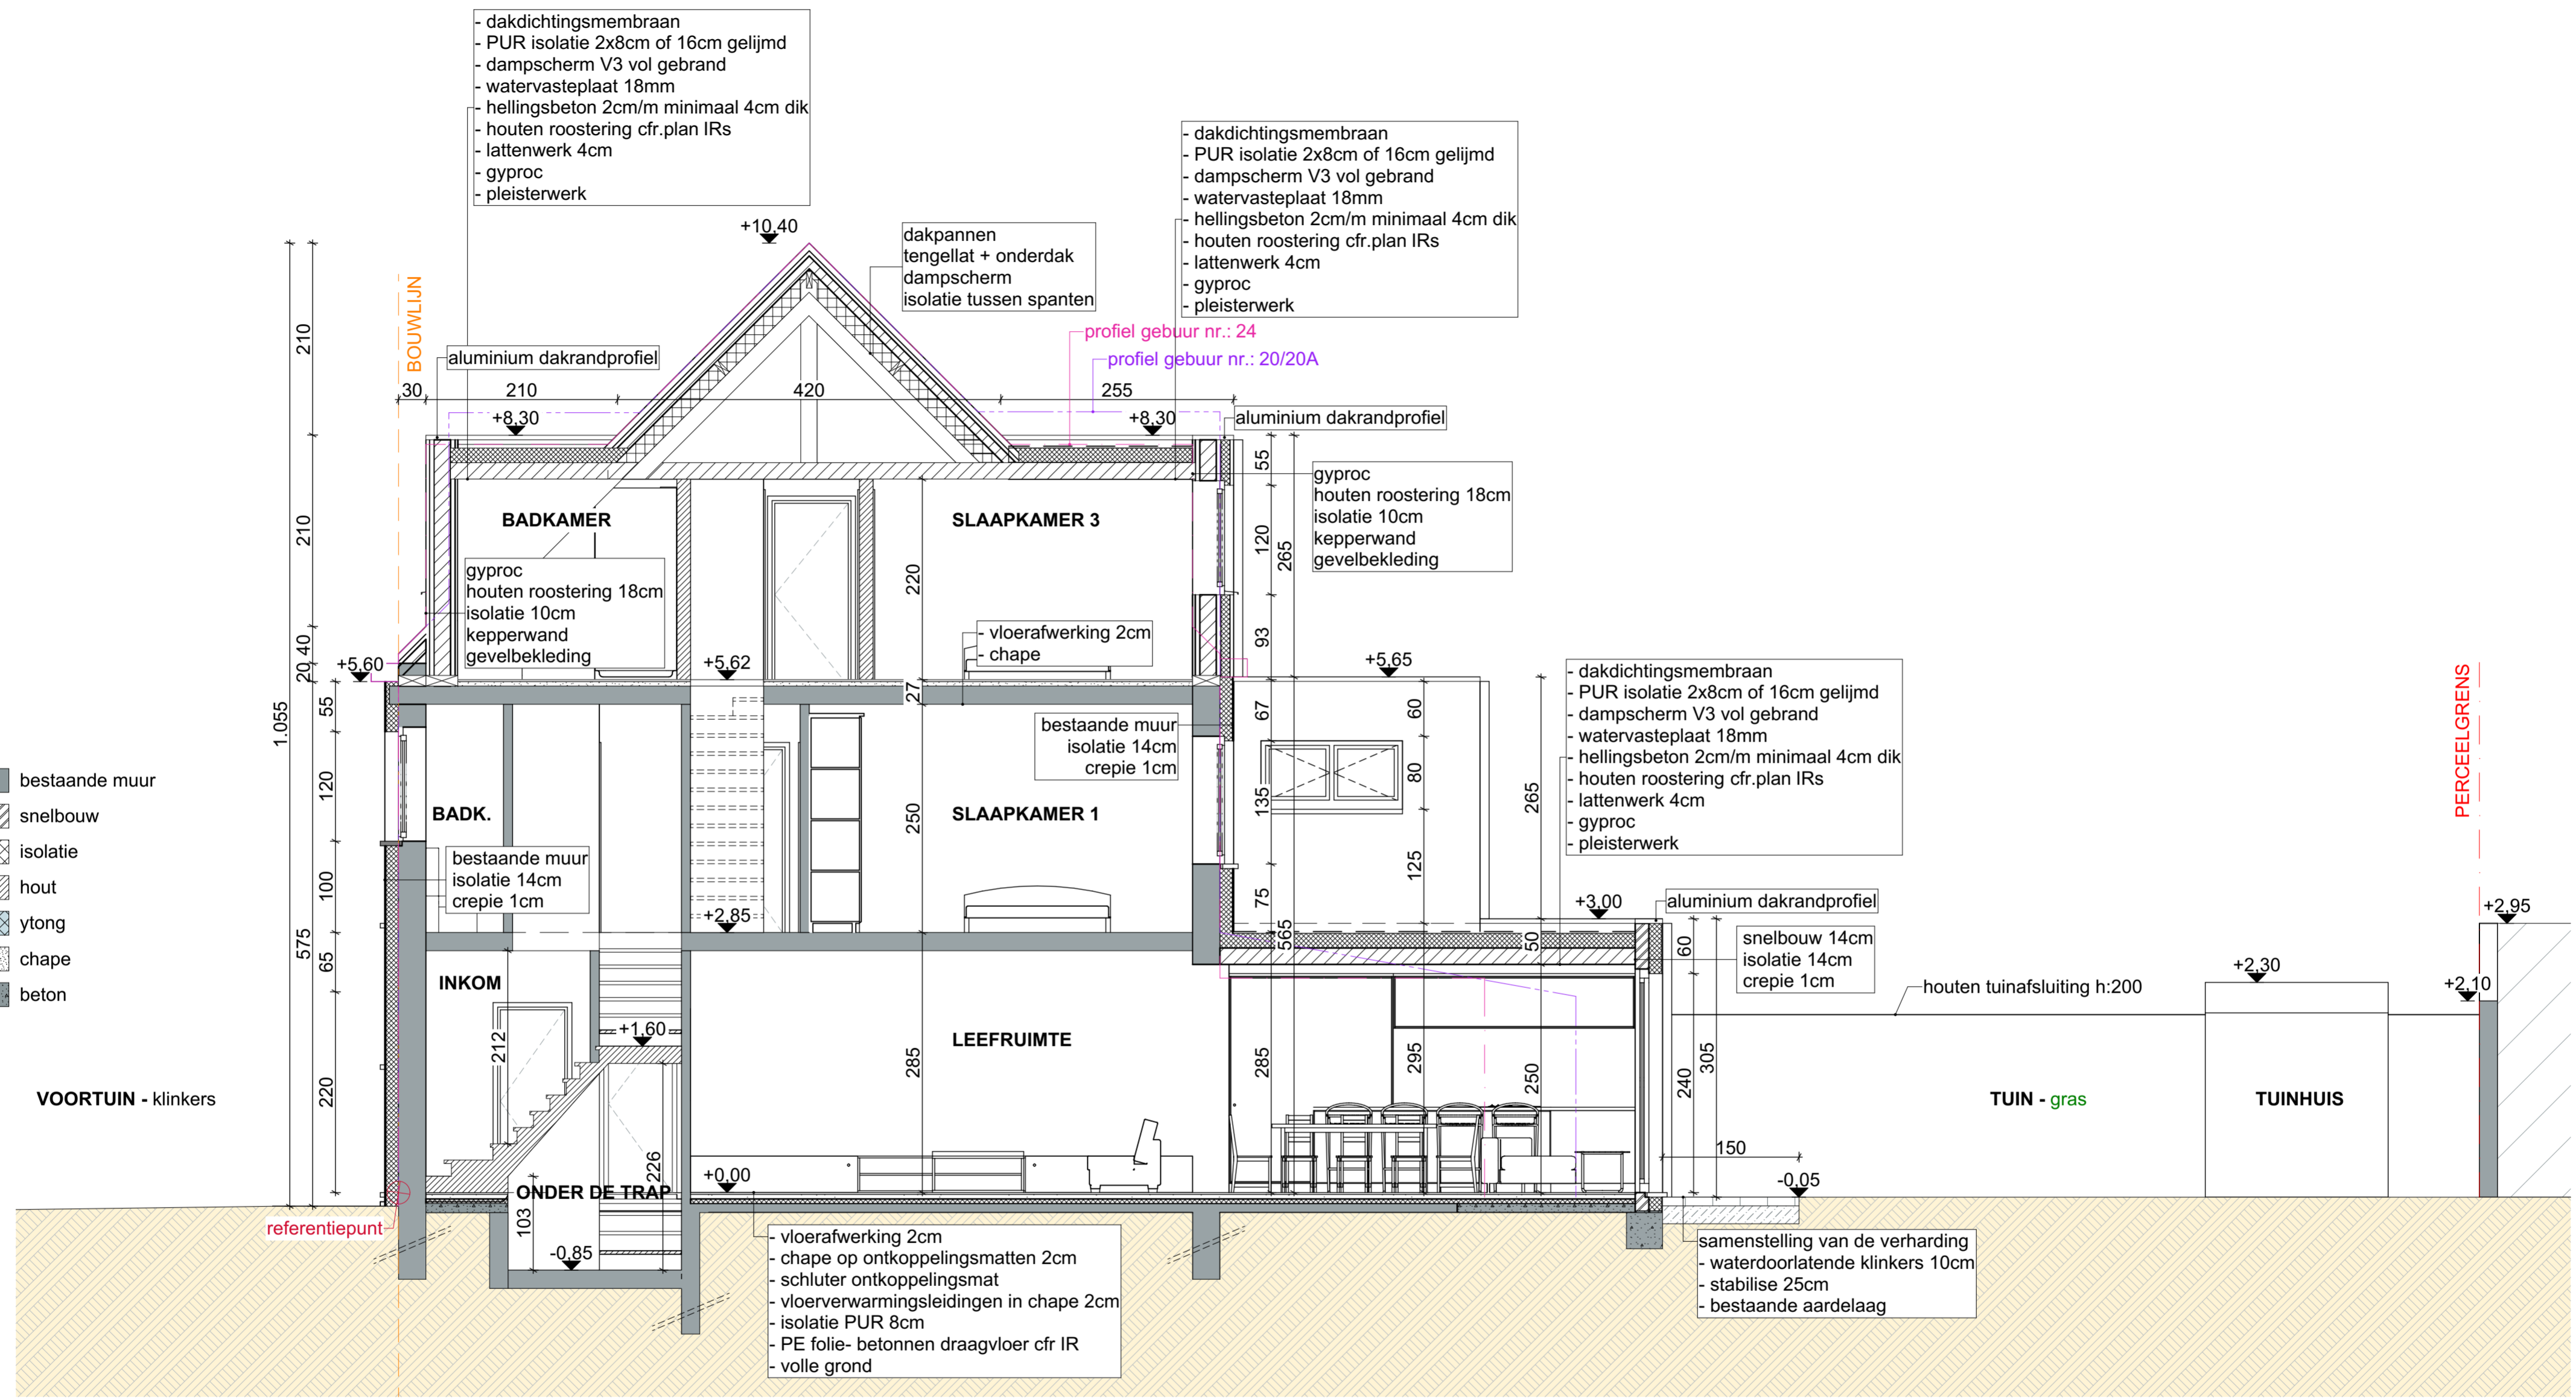 - dakdichtingsmembraan
- PUR isolatie 2x8cm of 16cm gelijmd
- dampscherm V3 vol gebrand
- watervasteplaat 18mm
- hellingsbeton 2cm/m minimaal 4cm dik
- houten roostering cfr.plan IRs
- lattenwerk 4cm
- gyproc
- pleisterwerk
- dakdichtingsmembraan
- PUR isolatie 2x8cm of 16cm gelijmd
- dampscherm V3 vol gebrand
- watervasteplaat 18mm
- hellingsbeton 2cm/m minimaal 4cm dik
- houten roostering cfr.plan IRs
- lattenwerk 4cm
- gyproc
- pleisterwerk
+10,40
dakpannen
tengellat + onderdak
dampscherm
isolatie tussen spanten
profiel gebuur nr.: 24
profiel gebuur nr.: 20/20A
BOUWLIJN
aluminium dakrandprofiel
30
210
420
255
+8,30
+8,30
aluminium dakrandprofiel
210
210
40
20
1.055
575
55
120
100
65
220
BADKAMER
SLAAPKAMER 3
gyproc
houten roostering 18cm
isolatie 10cm
kepperwand
gevelbekleding
gyproc
houten roostering 18cm
isolatie 10cm
kepperwand
gevelbekleding
220
55
120
265
93
- vloerafwerking 2cm
- chape
+5,60
+5,62
+5,65
27
- dakdichtingsmembraan
- PUR isolatie 2x8cm of 16cm gelijmd
- dampscherm V3 vol gebrand
- watervasteplaat 18mm
- hellingsbeton 2cm/m minimaal 4cm dik
- houten roostering cfr.plan IRs
- lattenwerk 4cm
- gyproc
- pleisterwerk
PERCEELGRENS
bestaande muur
isolatie 14cm
crepie 1cm
67
135
75
565
60
80
125
265
bestaande muur
snelbouw
isolatie
hout
ytong
chape
beton
BADK.
SLAAPKAMER 1
250
bestaande muur
isolatie 14cm
crepie 1cm
+2,85
+3,00
aluminium dakrandprofiel
+2,95
snelbouw 14cm
isolatie 14cm
crepie 1cm
50
60
INKOM
+2,30
+2,10
houten tuinafsluiting h:200
+1,60
212
LEEFRUIMTE
285
285
295
250
240
305
VOORTUIN - klinkers
TUIN - gras
TUINHUIS
226
150
+0,00
-0,05
ONDER DE TRAP
103
-0,85
referentiepunt
- vloerafwerking 2cm
- chape op ontkoppelingsmatten 2cm
- schluter ontkoppelingsmat
- vloerverwarmingsleidingen in chape 2cm
- isolatie PUR 8cm
- PE folie- betonnen draagvloer cfr IR
- volle grond
samenstelling van de verharding
- waterdoorlatende klinkers 10cm
- stabilise 25cm
- bestaande aardelaag